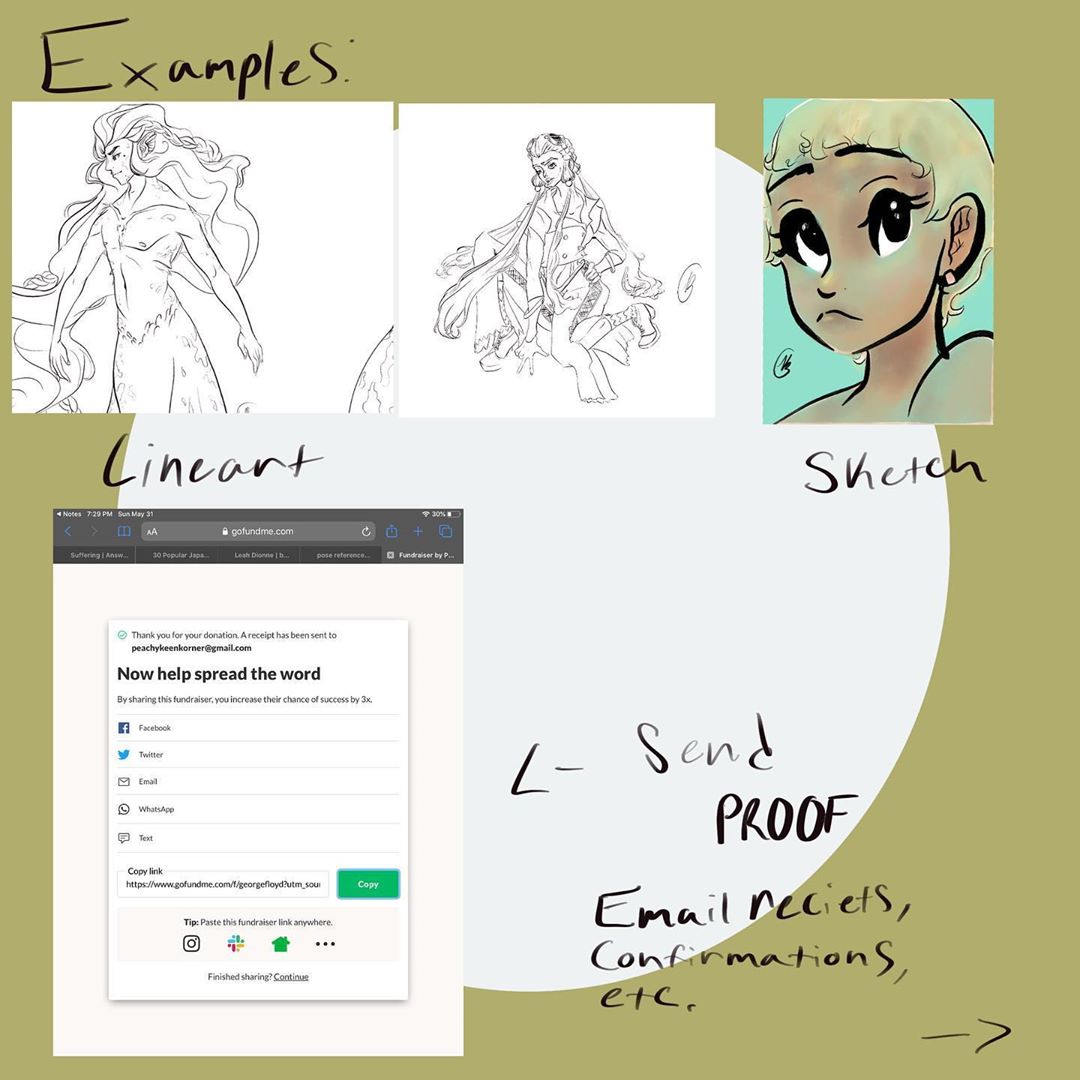 Examples:
Lineart
Sketch
Notes 7:29 PM Sun May 31 30%
AA gofundme.com
Suffering | Answ... 30 Popular Japa... Leah Dionne | b... pose reference... Fundraiser by P...
Thank you for your donation. A receipt has been sent to
peachykeenkorner@gmail.com
Now help spread the word
By sharing this fundraiser, you increase their chance of success by 3x.
Facebook
Twitter
Email
WhatsApp
Text
Copy link
https://www.gofundme.com/f/georgefloyd?utm_sou
Copy
Tip: Paste this fundraiser link anywhere.
Finished sharing? Continue
<- Send
PROOF
Email reciets,
Confirmations,
etc.
->